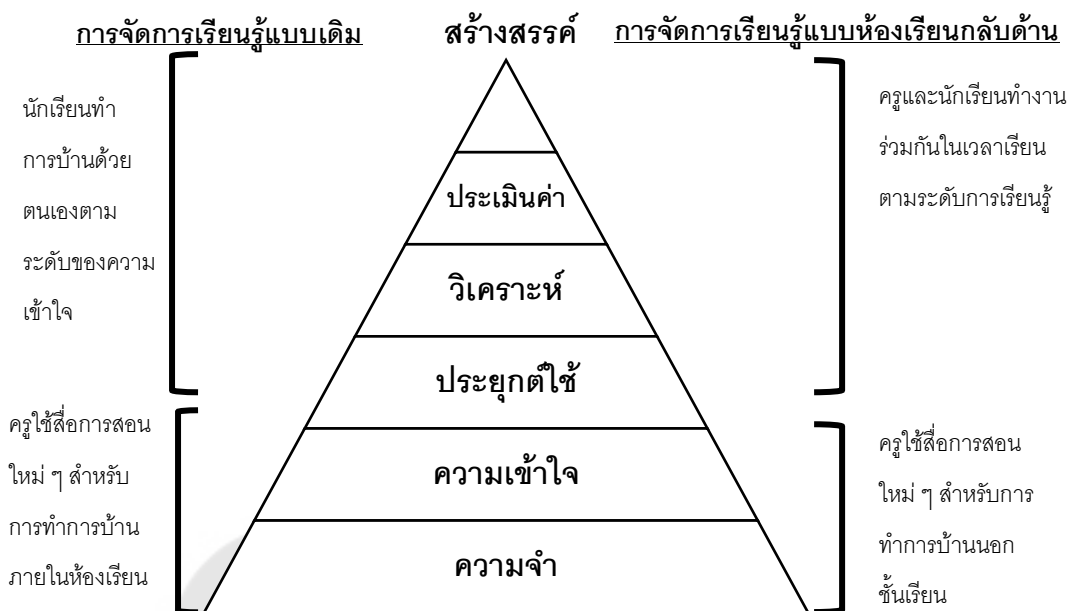 การจัดการเรียนรู้แบบเดิม
สร้างสรรค์
การจัดการเรียนรู้แบบห้องเรียนกลับด้าน
นักเรียนทำ
การบ้านด้วย
ตนเองตาม
ระดับของความ
เข้าใจ
ครูใช้สื่อการสอน
ใหม่ ๆ สำหรับ
การทำการบ้าน
ภายในห้องเรียน
ประเมินค่า
วิเคราะห์
ประยุกต์ใช้
ความเข้าใจ
ความจำ
ครูและนักเรียนทำงาน
ร่วมกันในเวลาเรียน
ตามระดับการเรียนรู้
ครูใช้สื่อการสอน
ใหม่ ๆ สำหรับการ
ทำการบ้านนอก
ชั้นเรียน